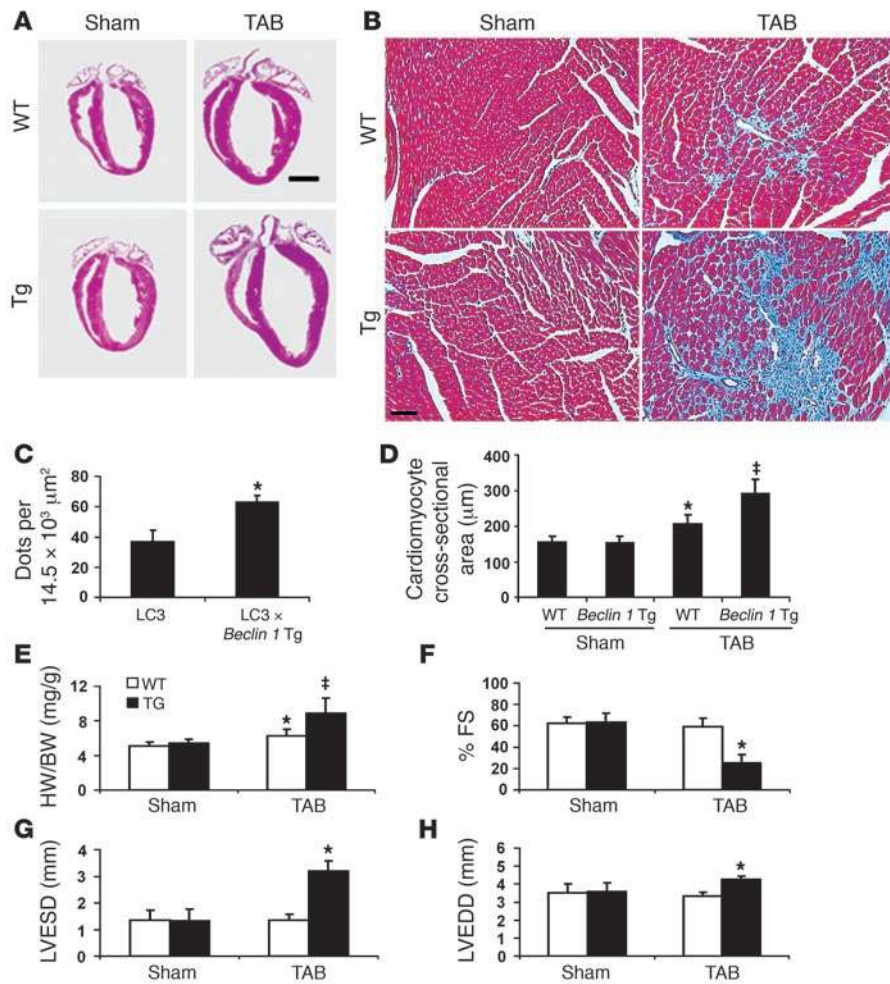 A
Sham
TAB
WT
Tg
B
Sham
TAB
WT
Tg
C
Dots per
14.5 × 10³ μm²
80
60
40
20
0
*
LC3
LC3 ×
Beclin 1 Tg
D
Cardiomyocyte
cross-sectional
area (μm)
400
300
200
100
0
*
‡
WT
Beclin 1 Tg
WT
Beclin 1 Tg
Sham
TAB
E
HW/BW (mg/g)
12
8
4
0
WT
TG
*
‡
Sham
TAB
F
% FS
100
80
60
40
20
0
*
Sham
TAB
G
LVESD (mm)
4
3
2
1
0
*
Sham
TAB
H
LVEDD (mm)
6
5
4
3
2
1
0
*
Sham
TAB